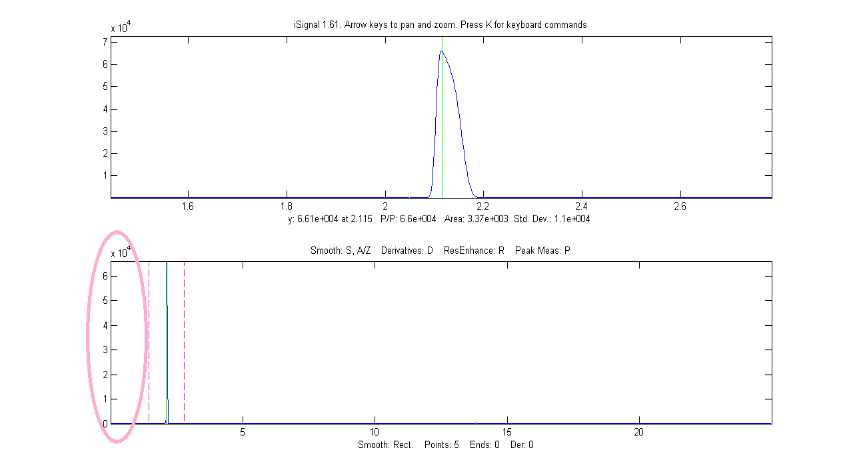 iSignal 1.61. Arrow keys to pan and zoom. Press K for keyboard commands
x 10^4
7
6
5
4
3
2
1
1.6 1.8 2 2.2 2.4 2.6
y: 6.61e+004 at 2.115 P/P: 6.6e+004 Area: 3.37e+003 Std. Dev.: 1.1e+004
Smooth: S, A/Z Derivatives: D ResEnhance: R Peak Meas: P
x 10^4
6
5
4
3
2
1
0
5 10 15 20
Smooth: Rect. Points: 5 Ends: 0 Der: 0